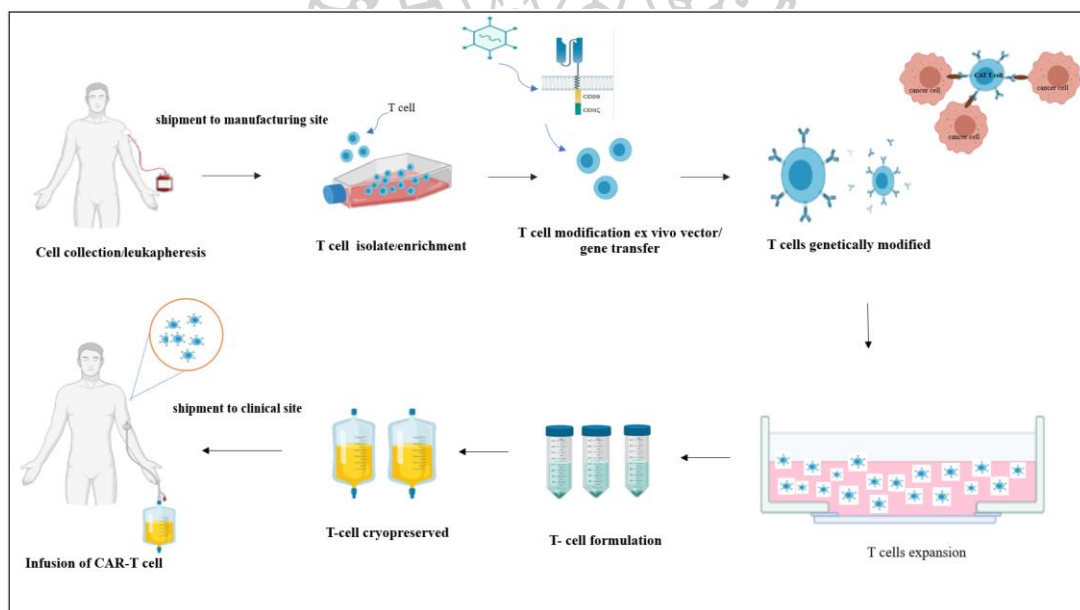 T cell
shipment to manufacturing site
CD28
CD3ζ
CAR T cell
cancer cell
cancer cell
cancer cell
Cell collection/leukapheresis
T cell isolate/enrichment
T cell modification ex vivo vector/
gene transfer
T cells genetically modified
shipment to clinical site
Infusion of CAR-T cell
T-cell cryopreserved
T- cell formulation
T cells expansion